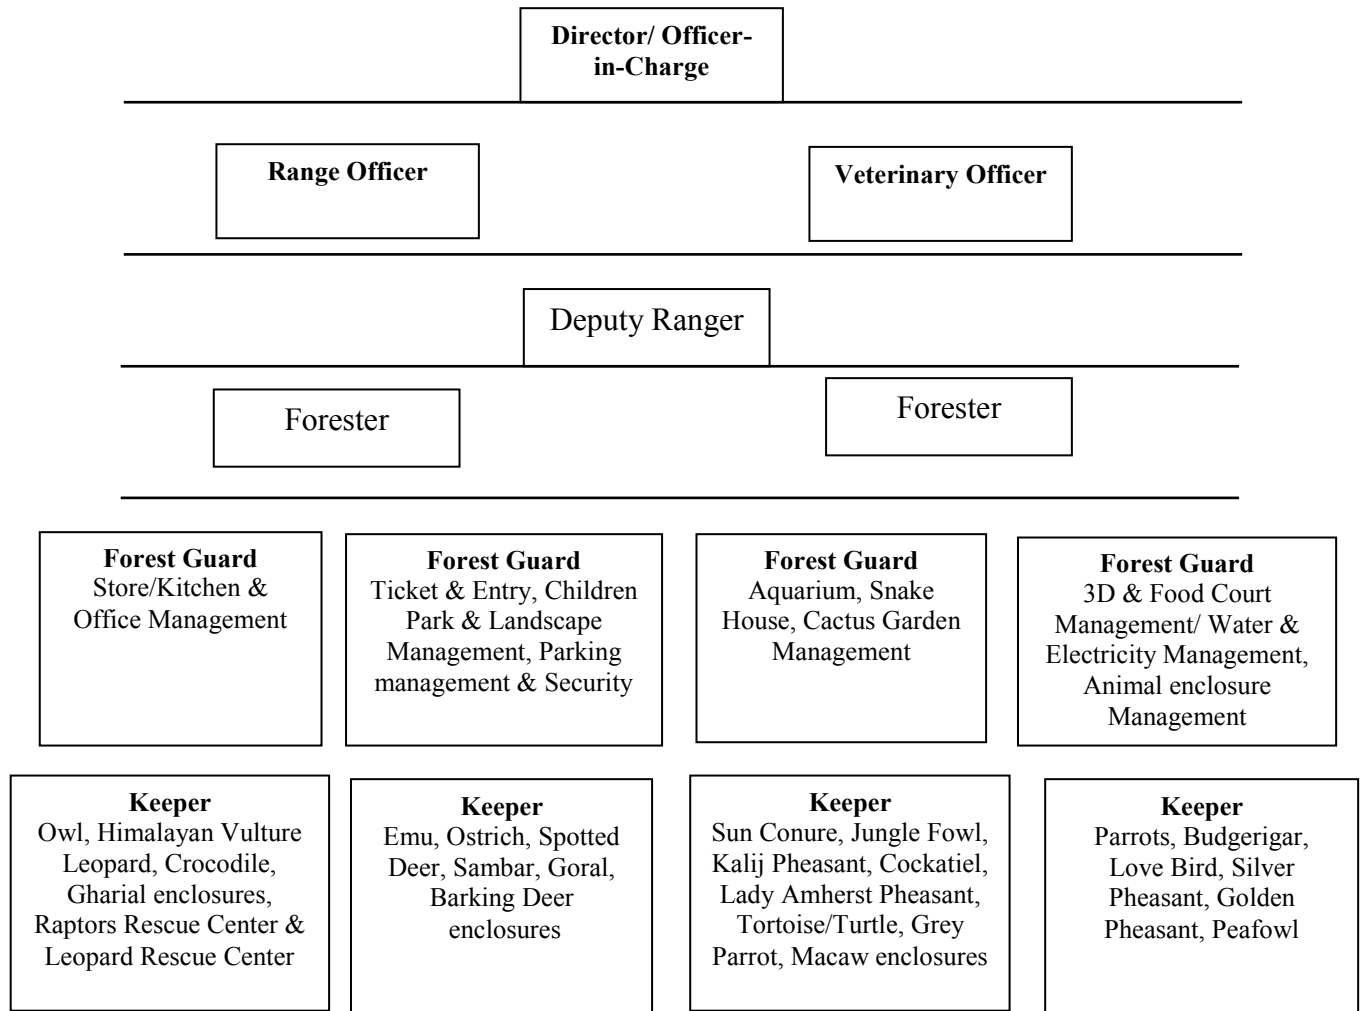 Director/ Officer-
in-Charge
Range Officer
Veterinary Officer
Deputy Ranger
Forester
Forester
Forest Guard
Store/Kitchen &
Office Management
Forest Guard
Ticket & Entry, Children
Park & Landscape
Management, Parking
management & Security
Forest Guard
Aquarium, Snake
House, Cactus Garden
Management
Forest Guard
3D & Food Court
Management/ Water &
Electricity Management,
Animal enclosure
Management
Keeper
Owl, Himalayan Vulture
Leopard, Crocodile,
Gharial enclosures,
Raptors Rescue Center &
Leopard Rescue Center
Keeper
Emu, Ostrich, Spotted
Deer, Sambar, Goral,
Barking Deer
enclosures
Keeper
Sun Conure, Jungle Fowl,
Kalij Pheasant, Cockatiel,
Lady Amherst Pheasant,
Tortoise/Turtle, Grey
Parrot, Macaw enclosures
Keeper
Parrots, Budgerigar,
Love Bird, Silver
Pheasant, Golden
Pheasant, Peafowl